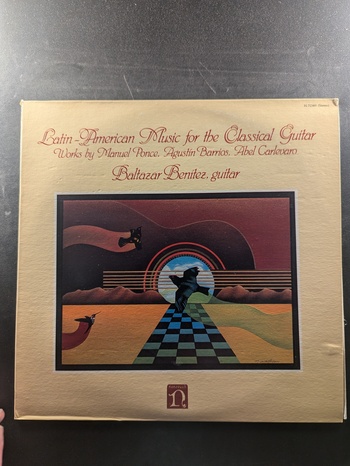 Latin-American Music for the Classical Guitar
Works by Manuel Ponce, Agustín Barrios, Abel Carlevaro
Baltazar Benítez, guitar